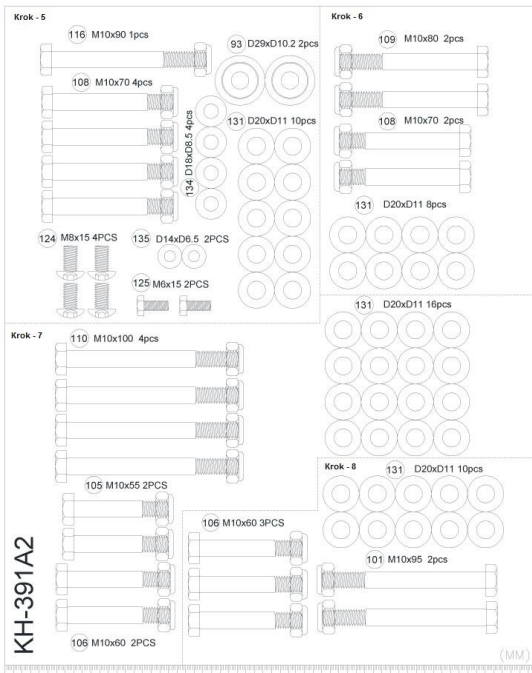 Krok - 5
116 M10x90 1pcs
93 D29xD10.2 2pcs
108 M10x70 4pcs
134 D18xD8.5 4pcs
131 D20xD11 10pcs
124 M8x15 4PCS
135 D14xD6.5 2PCS
125 M6x15 2PCS
Krok - 6
109 M10x80 2pcs
108 M10x70 2pcs
131 D20xD11 8pcs
Krok - 7
110 M10x100 4pcs
131 D20xD11 16pcs
105 M10x55 2PCS
106 M10x60 2PCS
Krok - 8
131 D20xD11 10pcs
106 M10x60 3PCS
101 M10x95 2pcs
KH-391A2
(MM)